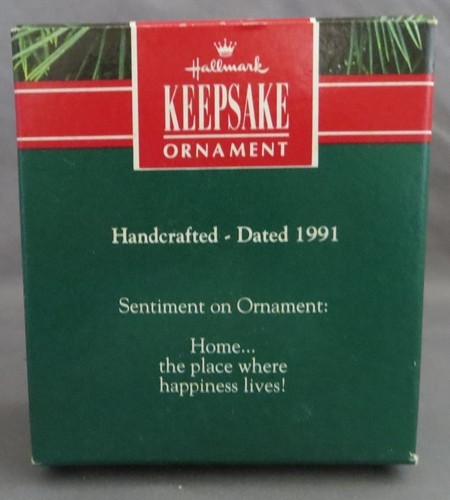 Hallmark
KEEPSAKE
ORNAMENT
Handcrafted - Dated 1991
Sentiment on Ornament:
Home...
the place where
happiness lives!